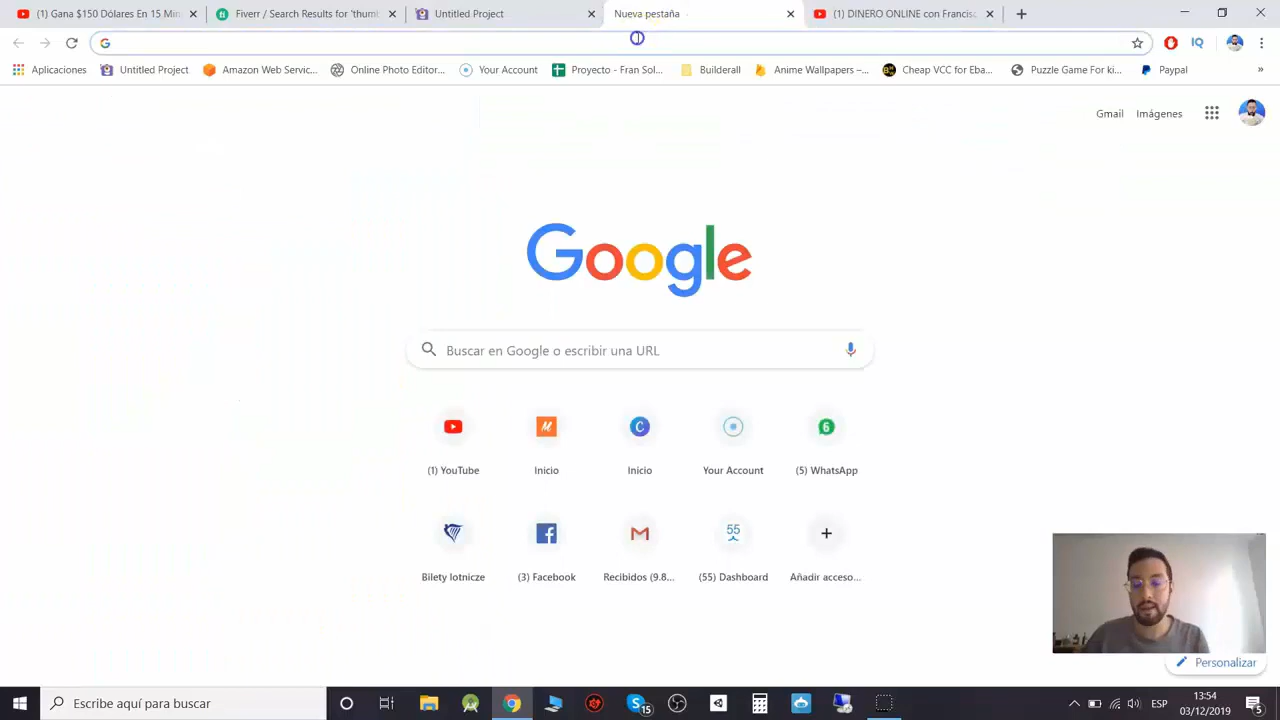 (1) Gana $150 Dólares En 15 Min
Fiverr / Search Results for 'thumb
Untitled Project
Nueva pestaña
(1) DINERO ONLINE con Francisc
Aplicaciones
Untitled Project
Amazon Web Servic...
Online Photo Editor...
Your Account
Proyecto - Fran Sol...
Builderall
Anime Wallpapers –...
Cheap VCC for Eba...
Puzzle Game For ki...
Paypal
»
Gmail
Imágenes
Google
Buscar en Google o escribir una URL
(1) YouTube
Inicio
Inicio
Your Account
(5) WhatsApp
Bilety lotnicze
(3) Facebook
Recibidos (9.8...
(55) Dashboard
Añadir acceso...
Personalizar
Escribe aquí para buscar
15
ESP
13:54
03/12/2019
5